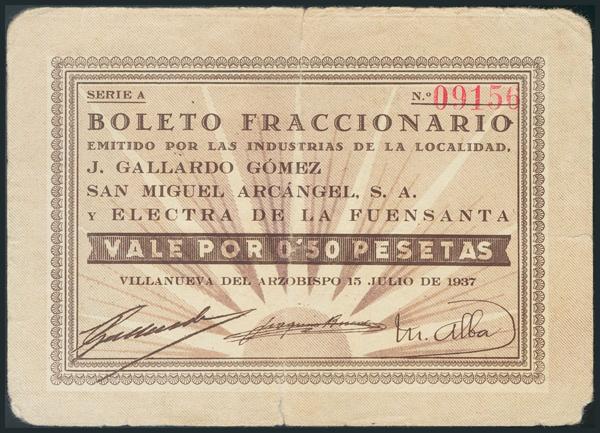 SERIE A
N.º 09156
BOLETO FRACCIONARIO
EMITIDO POR LAS INDUSTRIAS DE LA LOCALIDAD,
J. GALLARDO GÓMEZ
SAN MIGUEL ARCÁNGEL, S. A.
Y ELECTRA DE LA FUENSANTA
VALE POR 0'50 PESETAS
VILLANUEVA DEL ARZOBISPO 15 JULIO DE 1937
Gallardo
M. Alba